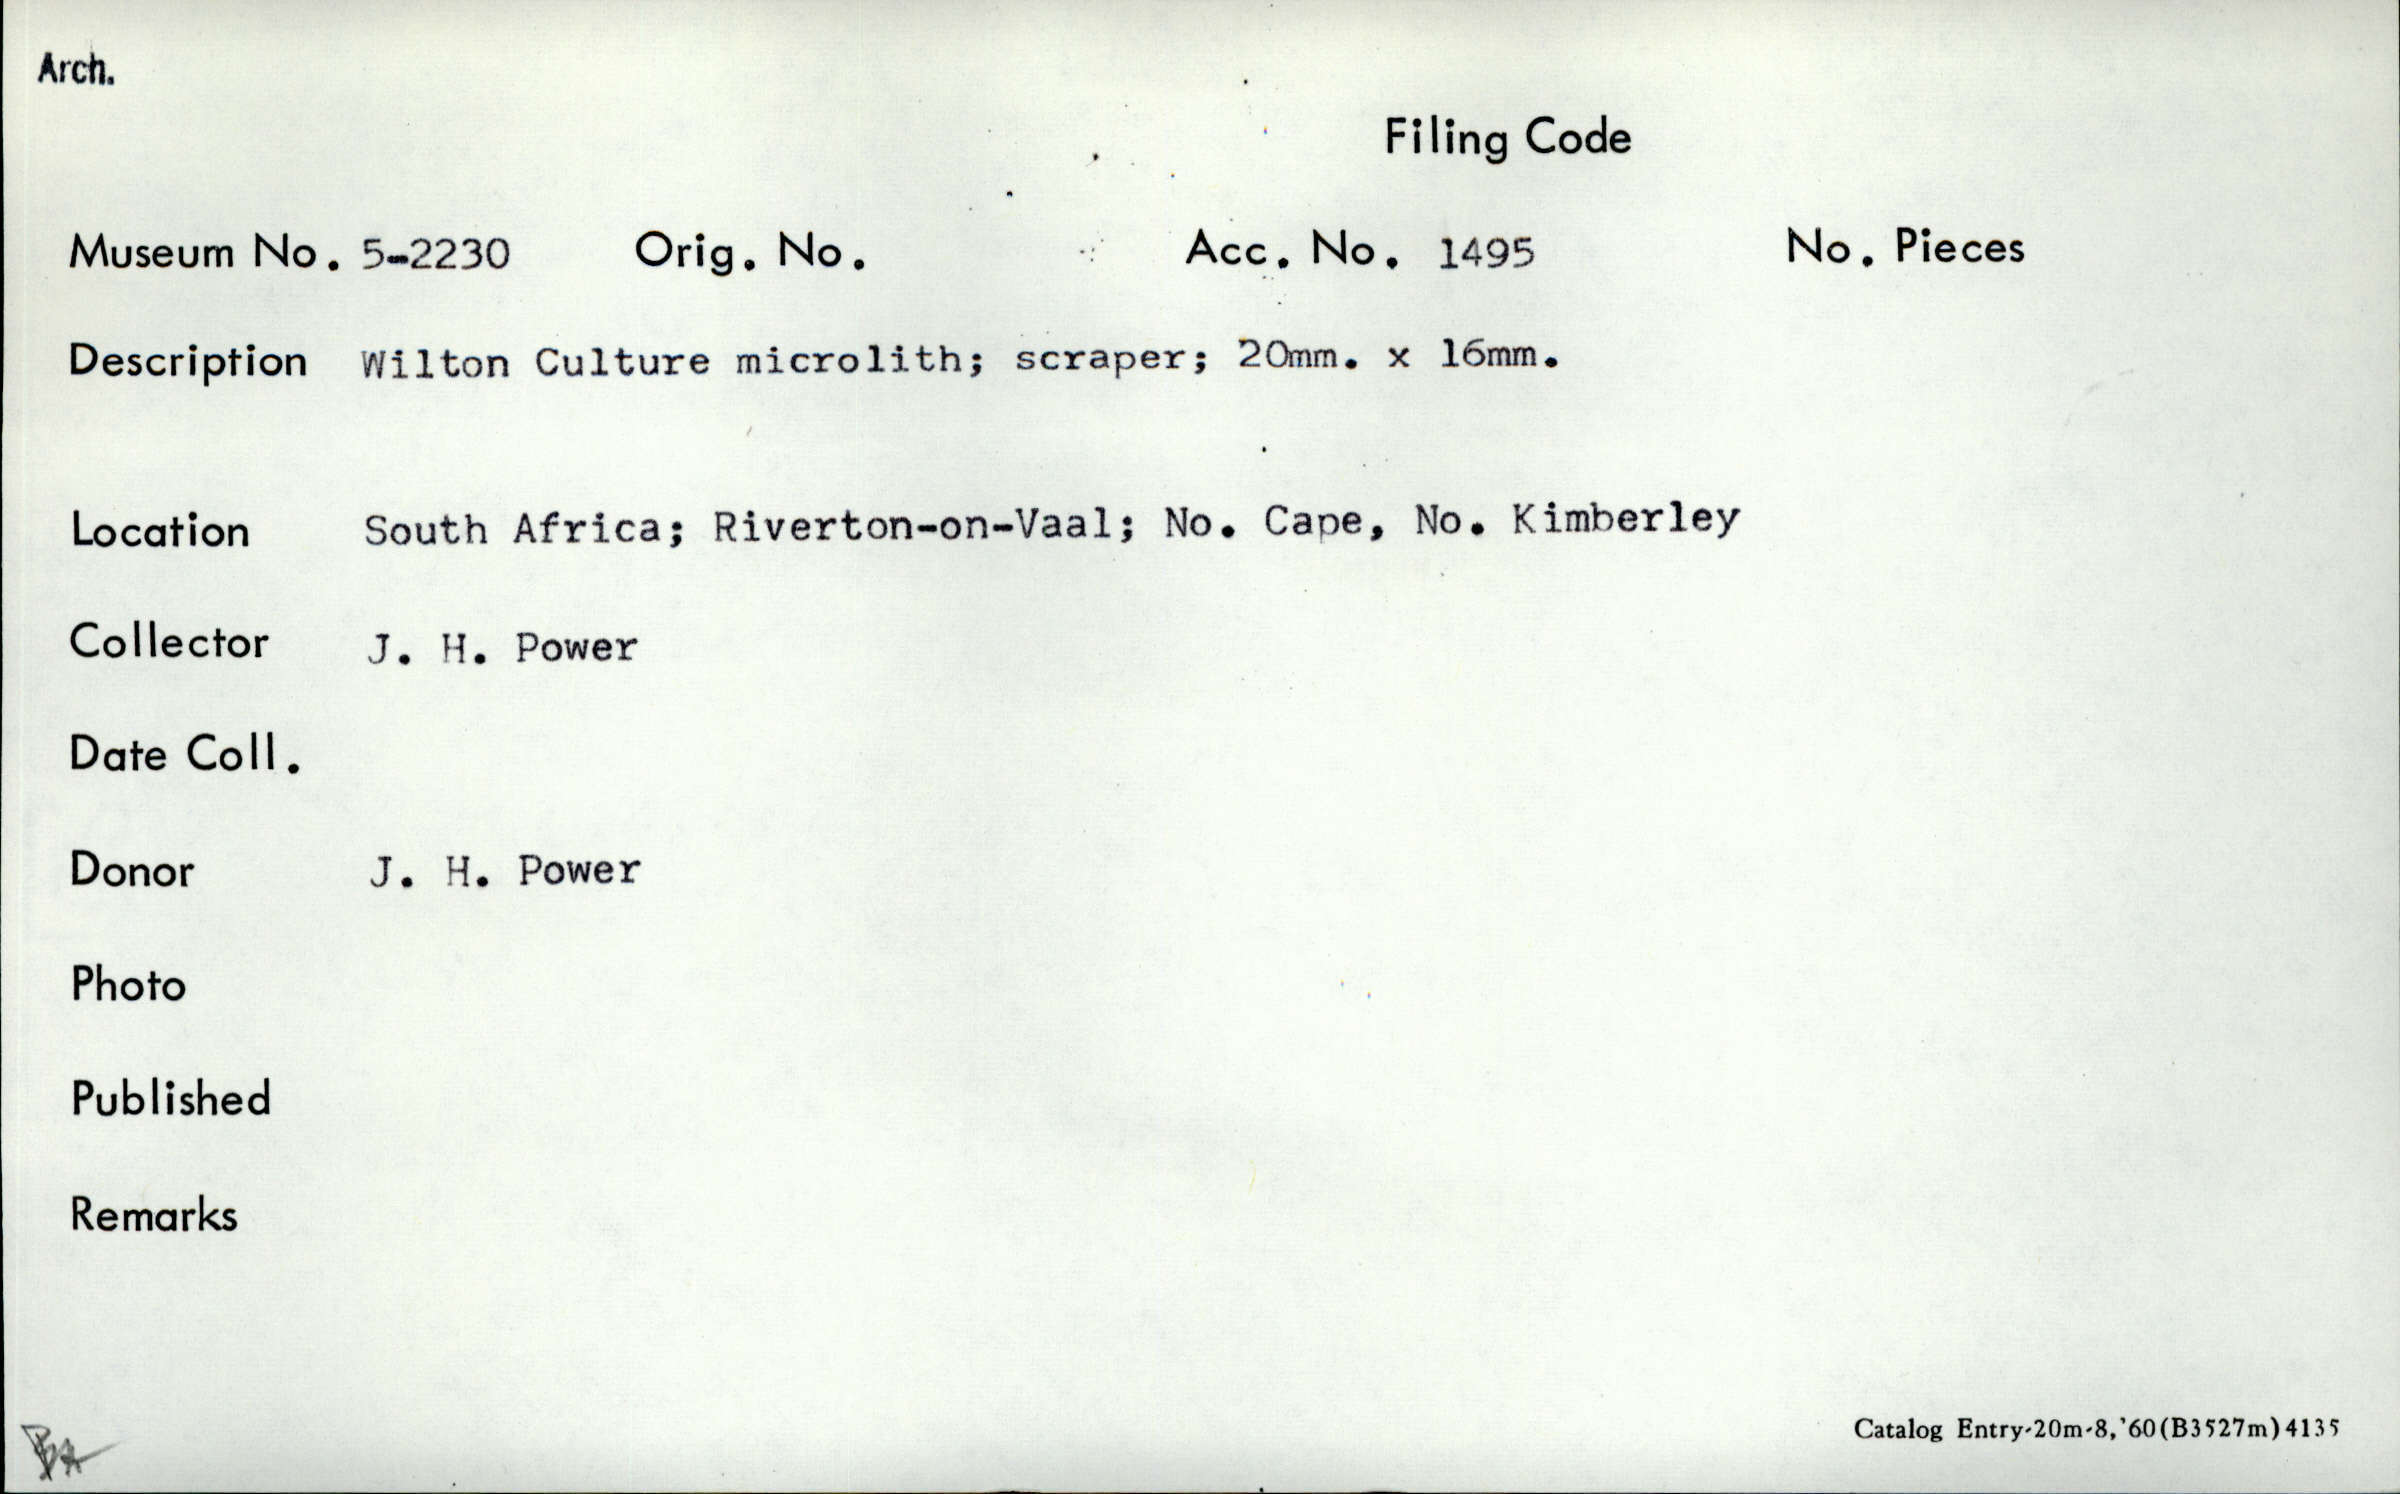 Arch.
Filing Code
Museum No. 5-2230 Orig. No. Acc. No. 1495 No. Pieces
Description Wilton Culture microlith; scraper; 20mm. x 16mm.
Location South Africa; Riverton-on-Vaal; No. Cape, No. Kimberley
Collector J. H. Power
Date Coll.
Donor J. H. Power
Photo
Published
Remarks
Catalog Entry-20m-8,'60(B3527m)4135